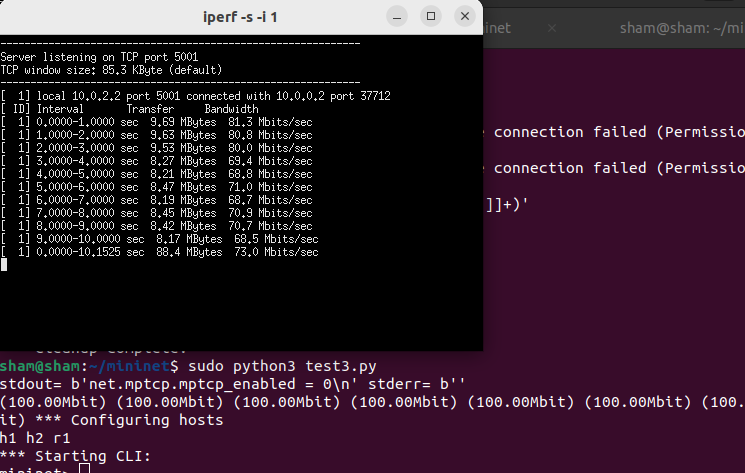 iperf -s -i 1
inet
sham@sham: ~/mi
------------------------------------------------------------
Server listening on TCP port 5001
TCP window size: 85.3 KByte (default)
------------------------------------------------------------
[  1] local 10.0.2.2 port 5001 connected with 10.0.0.2 port 37712
[ ID] Interval       Transfer     Bandwidth
[  1] 0.0000-1.0000 sec  9.69 MBytes  81.3 Mbits/sec
[  1] 1.0000-2.0000 sec  9.63 MBytes  80.8 Mbits/sec
[  1] 2.0000-3.0000 sec  9.53 MBytes  80.0 Mbits/sec
[  1] 3.0000-4.0000 sec  8.27 MBytes  69.4 Mbits/sec
[  1] 4.0000-5.0000 sec  8.21 MBytes  68.8 Mbits/sec
[  1] 5.0000-6.0000 sec  8.47 MBytes  71.0 Mbits/sec
[  1] 6.0000-7.0000 sec  8.19 MBytes  68.7 Mbits/sec
[  1] 7.0000-8.0000 sec  8.45 MBytes  70.9 Mbits/sec
[  1] 8.0000-9.0000 sec  8.42 MBytes  70.7 Mbits/sec
[  1] 9.0000-10.0000 sec  8.17 MBytes  68.5 Mbits/sec
[  1] 0.0000-10.1525 sec  88.4 MBytes  73.0 Mbits/sec
connection failed (Permissio
connection failed (Permissio
]]+)'
sham@sham:~/mininet$ sudo python3 test3.py
stdout= b'net.mptcp.mptcp_enabled = 0\n' stderr= b''
(100.00Mbit) (100.00Mbit) (100.00Mbit) (100.00Mbit) (100.00Mbit) (100.00Mbit) (100.
it) *** Configuring hosts
h1 h2 r1
*** Starting CLI:
mininet>